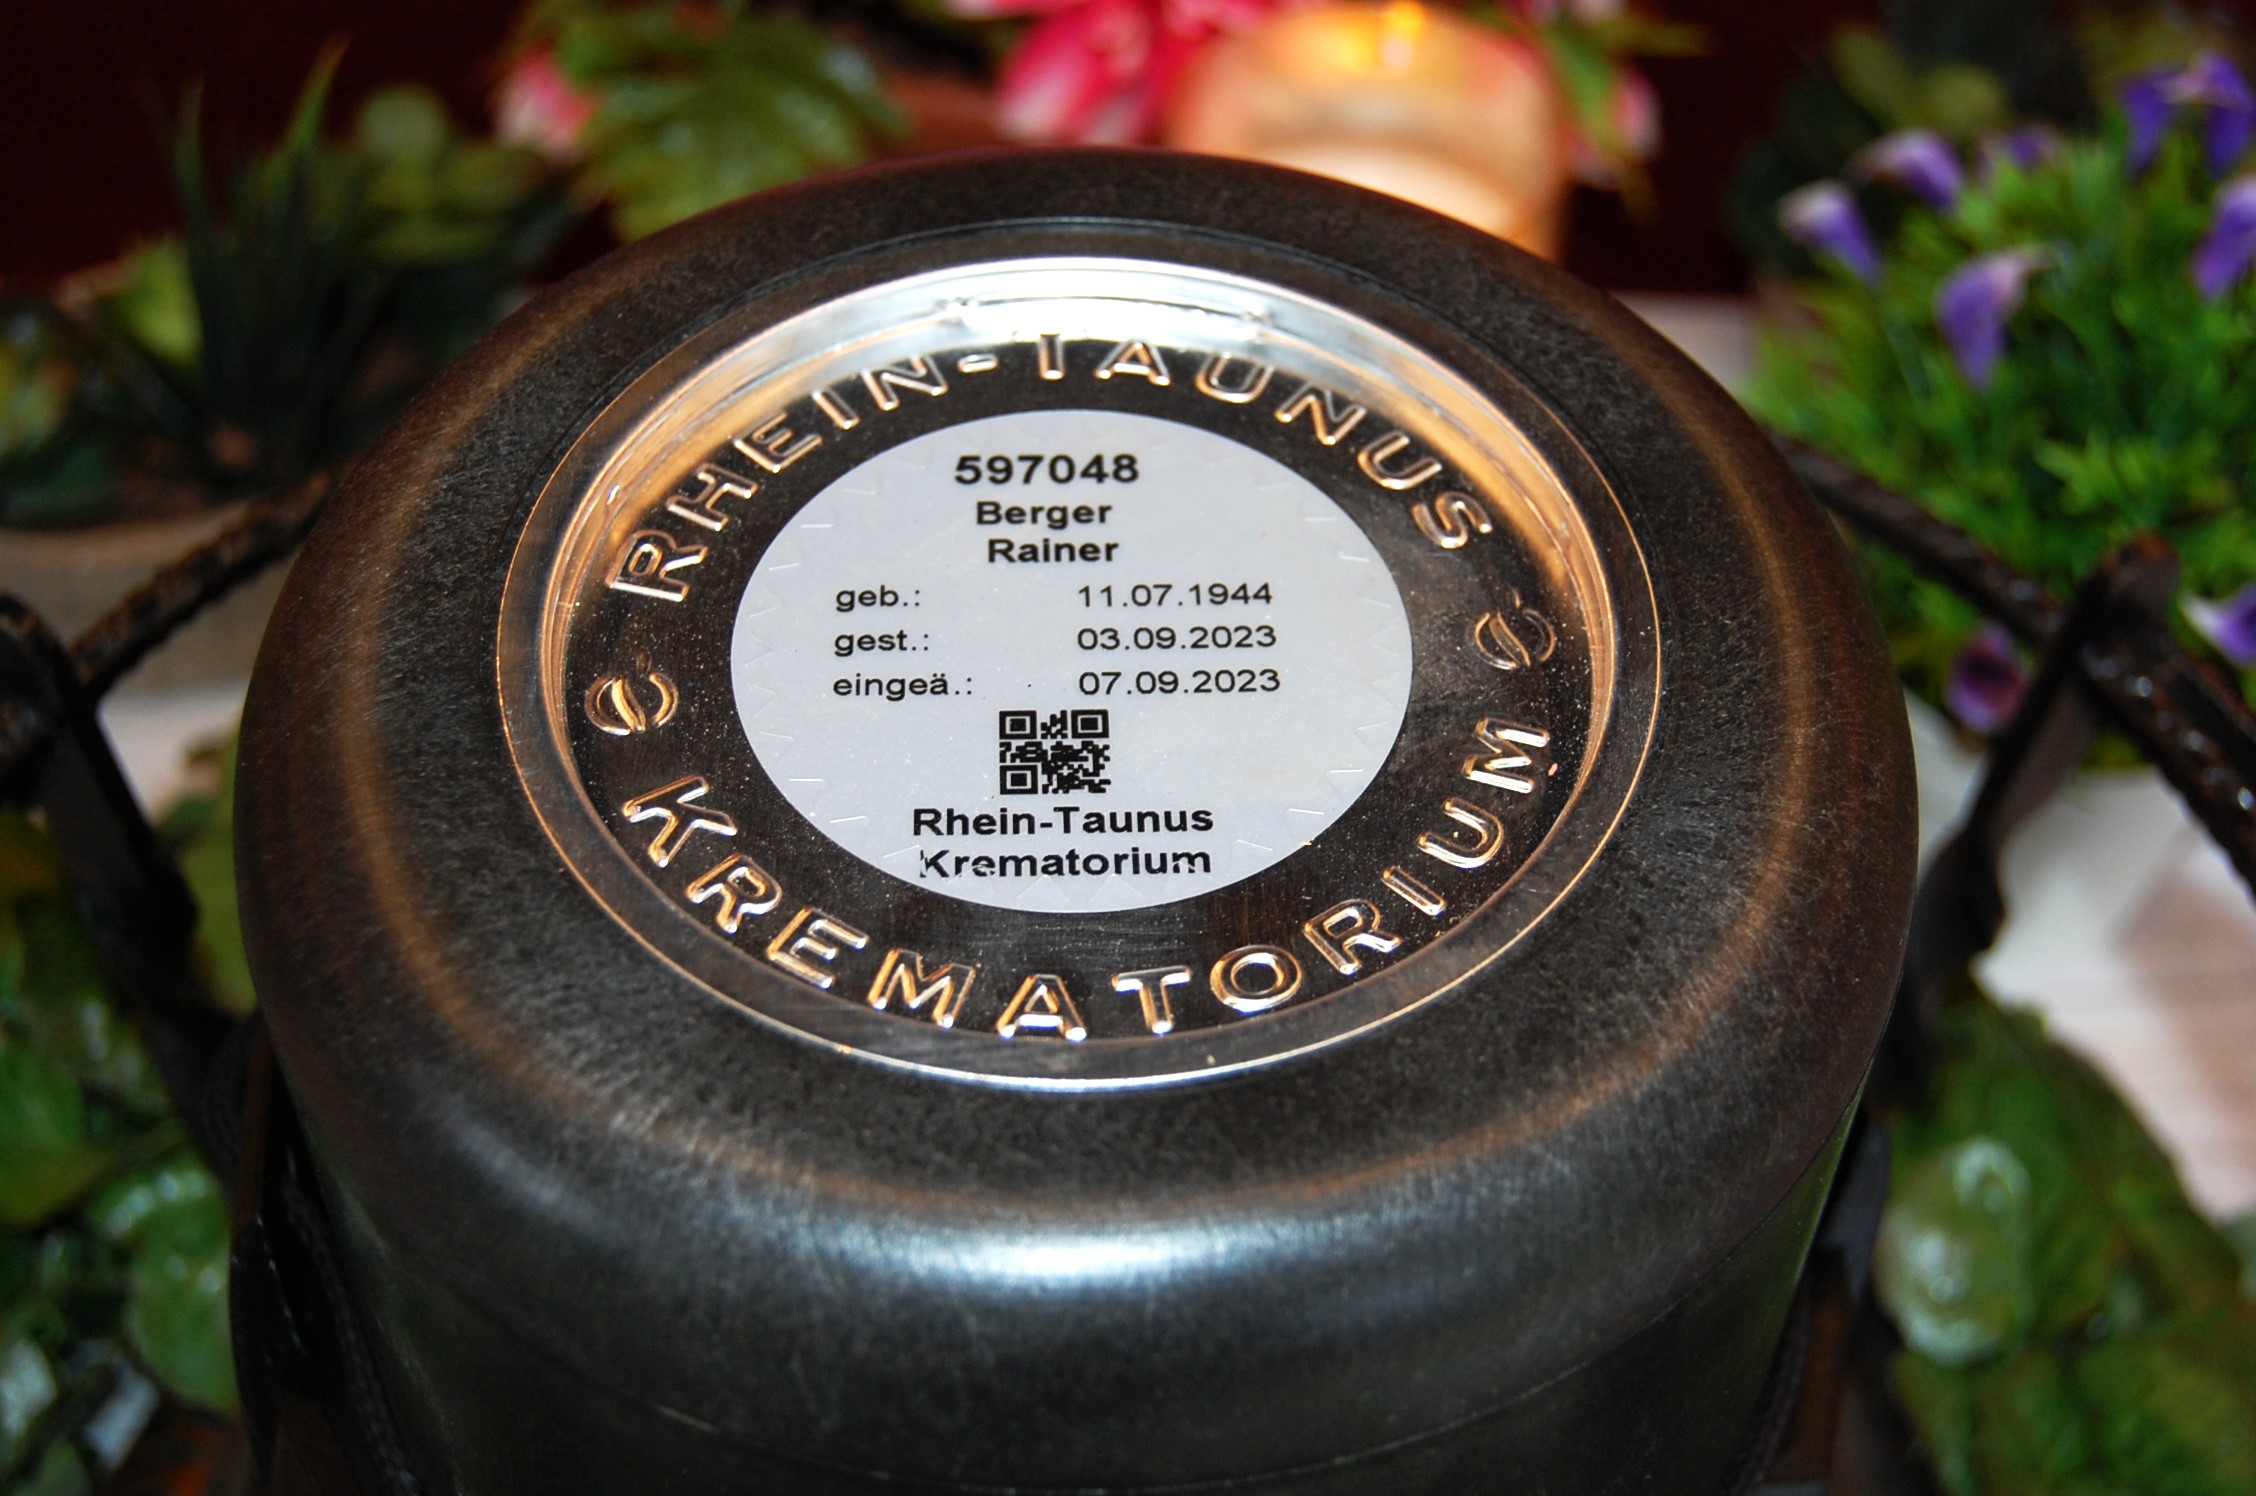 RHEIN-TAUNUS
597048
Berger
Rainer
geb.: 11.07.1944
gest.: 03.09.2023
eingeä.: 07.09.2023
Rhein-Taunus
Krematorium
KREMATORIUM